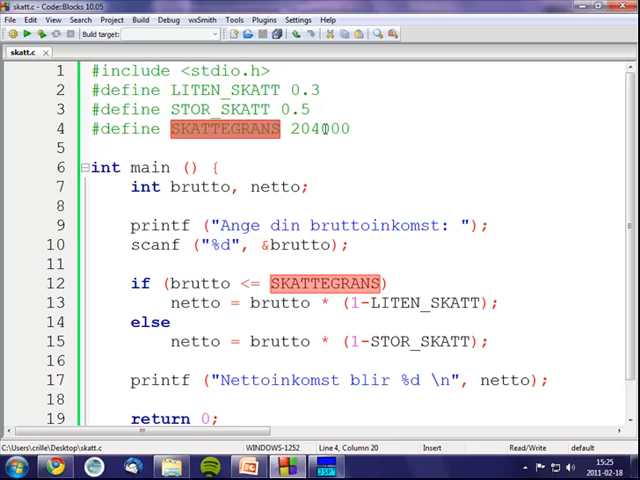 skatt.c - Code::Blocks 10.05
File Edit View Search Project Build Debug wxSmith Tools Plugins Settings Help
Build target:
skatt.c
1 #include <stdio.h>
2 #define LITEN_SKATT 0.3
3 #define STOR_SKATT 0.5
4 #define SKATTEGRANS 204000
5
6 int main () {
7 int brutto, netto;
8
9 printf ("Ange din bruttoinkomst: ");
10 scanf ("%d", &brutto);
11
12 if (brutto <= SKATTEGRANS)
13 netto = brutto * (1-LITEN_SKATT);
14 else
15 netto = brutto * (1-STOR_SKATT);
16
17 printf ("Nettoinkomst blir %d \n", netto);
18
19 return 0;
C:\Users\crille\Desktop\skatt.c WINDOWS-1252 Line 4, Column 20 Insert Read/Write default
15:25
2011-02-18